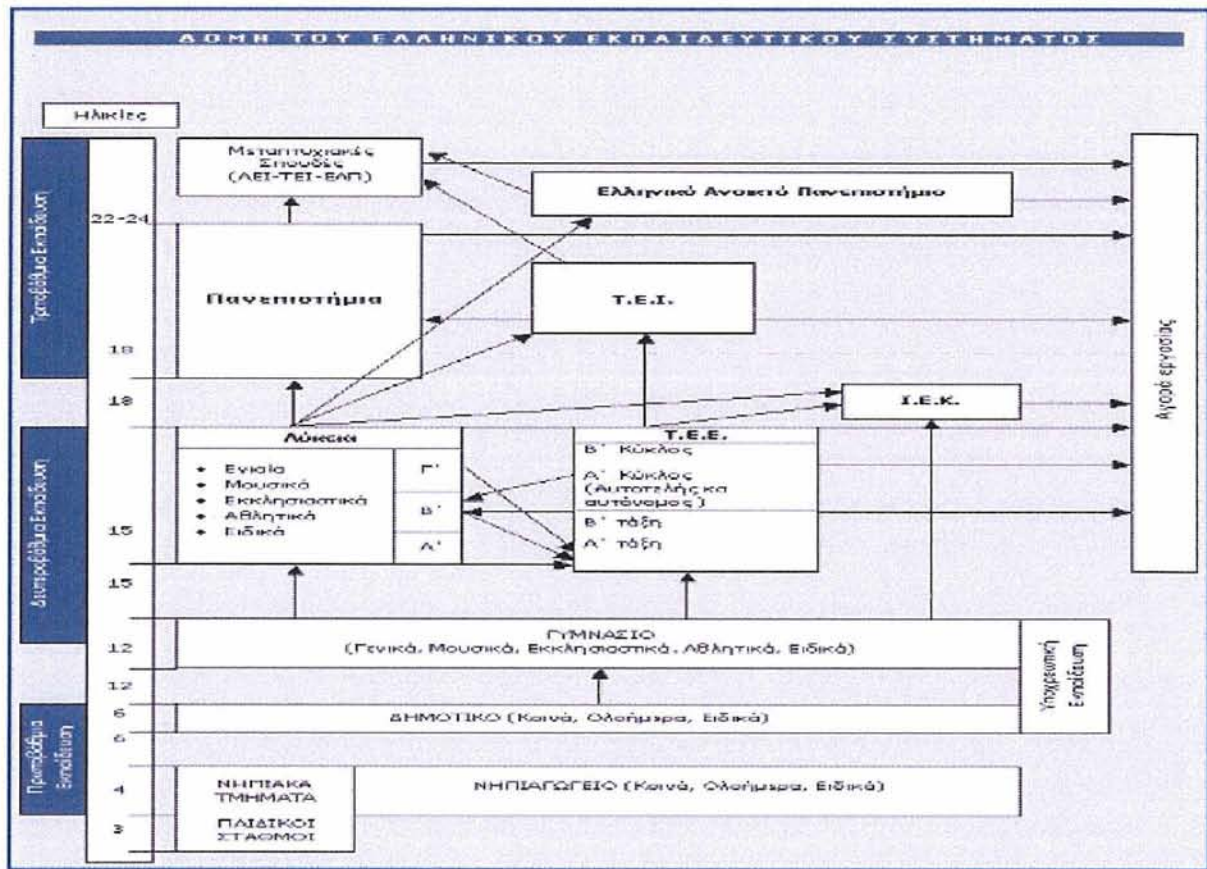 ΔΟΜΗ ΤΟΥ ΕΛΛΗΝΙΚΟΥ ΕΚΠΑΙΔΕΥΤΙΚΟΥ ΣΥΣΤΗΜΑΤΟΣ
Ηλικίες
Τριτοβάθμια Εκπαίδευση
22-24
18
18
Μεταπτυχιακές
Σπουδές
(ΑΕΙ-ΤΕΙ-ΕΑΠ)
Ελληνικό Ανοικτό Πανεπιστήμιο
Πανεπιστήμια
Τ.Ε.Ι.
Ι.Ε.Κ.
Αγορά εργασίας
Δευτεροβάθμια Εκπαίδευση
15
15
12
12
Λύκεια
• Ενιαία
• Μουσικά
• Εκκλησιαστικά
• Αθλητικά
• Ειδικά
Γ'
Β'
Α'
Τ.Ε.Ε.
Β' Κύκλος
Α' Κύκλος
(Αυτοτελής κα
αυτόνομος)
Β' τάξη
Α' τάξη
ΓΥΜΝΑΣΙΟ
(Γενικά, Μουσικά, Εκκλησιαστικά, Αθλητικά, Ειδικά)
Υποχρεωτική
Εκπαίδευση
Πρωτοβάθμια
Εκπαίδευση
6
6
4
3
ΔΗΜΟΤΙΚΟ (Κοινά, Ολοήμερα, Ειδικά)
ΝΗΠΙΑΚΑ
ΤΜΗΜΑΤΑ
ΝΗΠΙΑΓΩΓΕΙΟ (Κοινά, Ολοήμερα, Ειδικά)
ΠΑΙΔΙΚΟΙ
ΣΤΑΘΜΟΙ